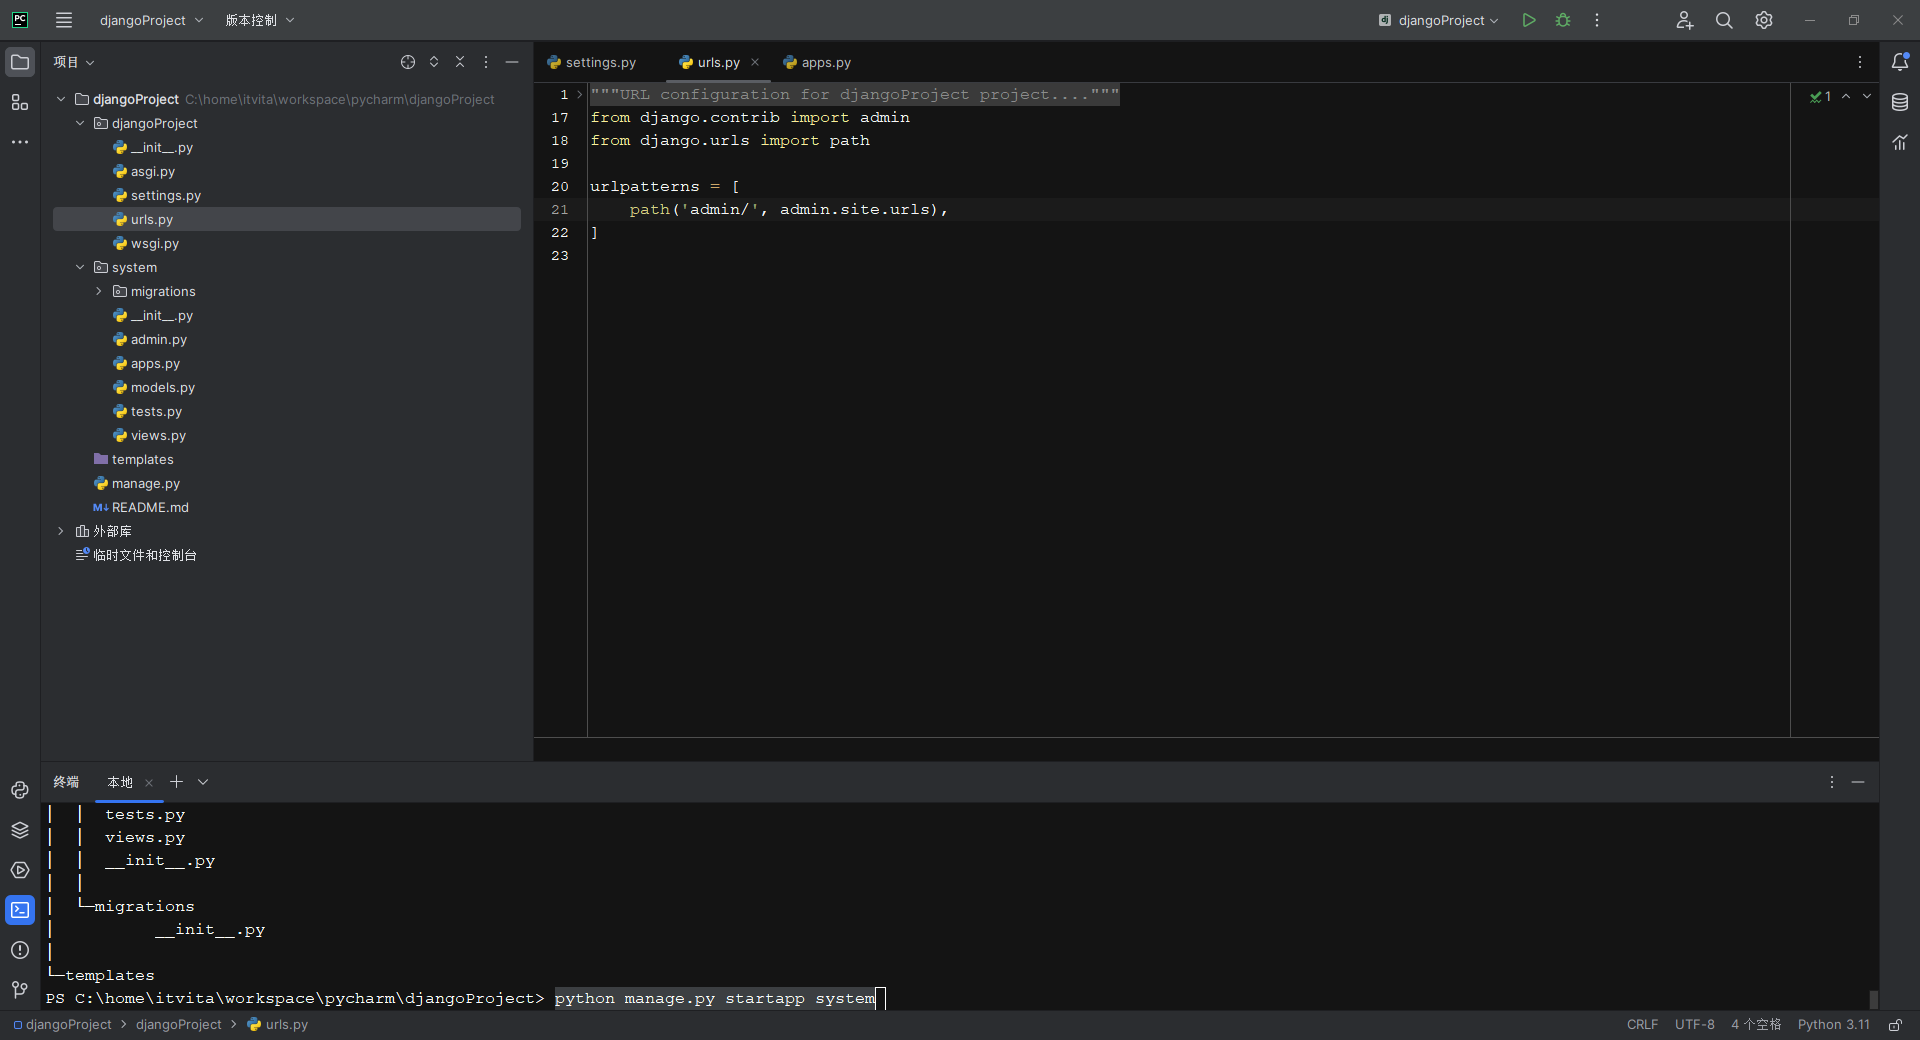 PC djangoProject 版本控制 djangoProject
项目
djangoProject C:\home\itvita\workspace\pycharm\djangoProject
djangoProject
__init__.py
asgi.py
settings.py
urls.py
wsgi.py
system
migrations
__init__.py
admin.py
apps.py
models.py
tests.py
views.py
templates
manage.py
M↓ README.md
外部库
临时文件和控制台
settings.py urls.py apps.py
1 """URL configuration for djangoProject project...."""
17 from django.contrib import admin
18 from django.urls import path
19
20 urlpatterns = [
21     path('admin/', admin.site.urls),
22 ]
23
1
终端 本地
│  │  tests.py
│  │  views.py
│  │  __init__.py
│  │
│  └─migrations
│          __init__.py
│
└─templates
PS C:\home\itvita\workspace\pycharm\djangoProject> python manage.py startapp system
djangoProject > djangoProject > urls.py CRLF UTF-8 4 个空格 Python 3.11